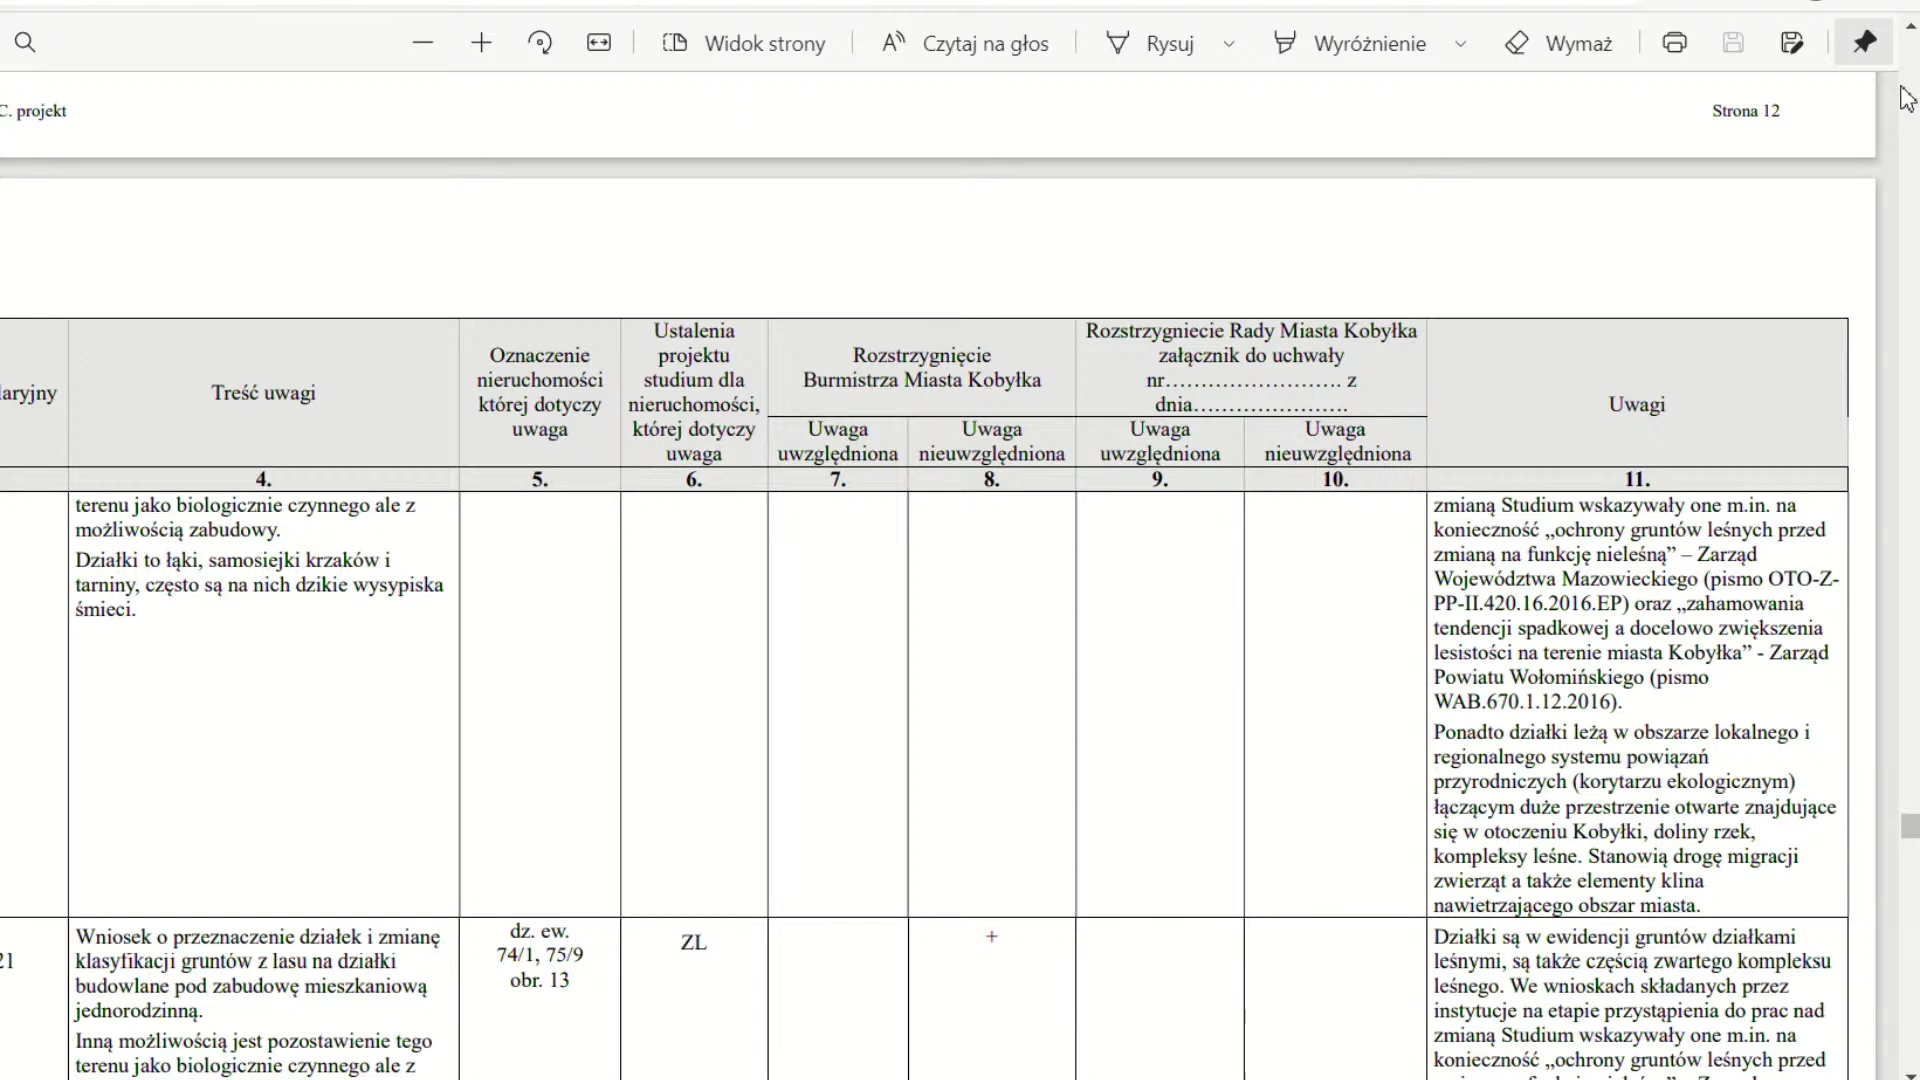 Widok strony
Czytaj na głos
Rysuj
Wyróżnienie
Wymaż
C. projekt
Strona 12
laryjny
Treść uwagi
Oznaczenie
nieruchomości
której dotyczy
uwaga
Ustalenia
projektu
studium dla
nieruchomości,
której dotyczy
uwaga
Rozstrzygnięcie
Burmistrza Miasta Kobyłka
Uwaga
uwzględniona
Uwaga
nieuwzględniona
Rozstrzygniecie Rady Miasta Kobyłka
załącznik do uchwały
nr……………………. z
dnia………………….
Uwaga
uwzględniona
Uwaga
nieuwzględniona
Uwagi
4.
5.
6.
7.
8.
9.
10.
11.
terenu jako biologicznie czynnego ale z
możliwością zabudowy.
Działki to łąki, samosiejki krzaków i
tarniny, często są na nich dzikie wysypiska
śmieci.
zmianą Studium wskazywały one m.in. na
konieczność „ochrony gruntów leśnych przed
zmianą na funkcję nieleśną” – Zarząd
Województwa Mazowieckiego (pismo OTO-Z-
PP-II.420.16.2016.EP) oraz „zahamowania
tendencji spadkowej a docelowo zwiększenia
lesistości na terenie miasta Kobyłka” - Zarząd
Powiatu Wołomińskiego (pismo
WAB.670.1.12.2016).
Ponadto działki leżą w obszarze lokalnego i
regionalnego systemu powiązań
przyrodniczych (korytarzu ekologicznym)
łączącym duże przestrzenie otwarte znajdujące
się w otoczeniu Kobyłki, doliny rzek,
kompleksy leśne. Stanowią drogę migracji
zwierząt a także elementy klina
nawietrzającego obszar miasta.
21
Wniosek o przeznaczenie działek i zmianę
klasyfikacji gruntów z lasu na działki
budowlane pod zabudowę mieszkaniową
jednorodzinną.
Inną możliwością jest pozostawienie tego
terenu jako biologicznie czynnego ale z
dz. ew.
74/1, 75/9
obr. 13
ZL
+
Działki są w ewidencji gruntów działkami
leśnymi, są także częścią zwartego kompleksu
leśnego. We wnioskach składanych przez
instytucje na etapie przystąpienia do prac nad
zmianą Studium wskazywały one m.in. na
konieczność „ochrony gruntów leśnych przed